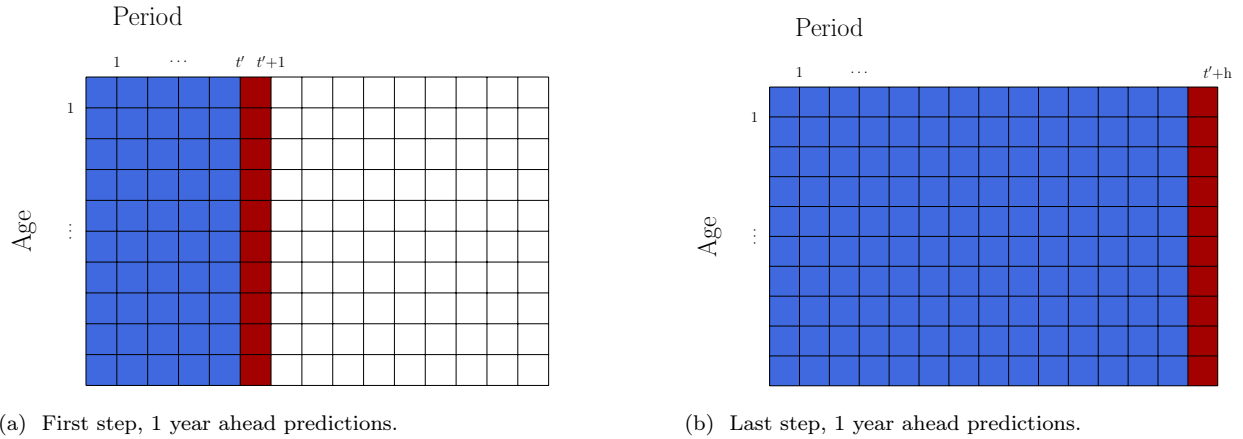 Period
1 ⋯ t′ t′+1
1
⋮
Age
(a) First step, 1 year ahead predictions.
Period
1 ⋯ t′+h
1
⋮
Age
(b) Last step, 1 year ahead predictions.